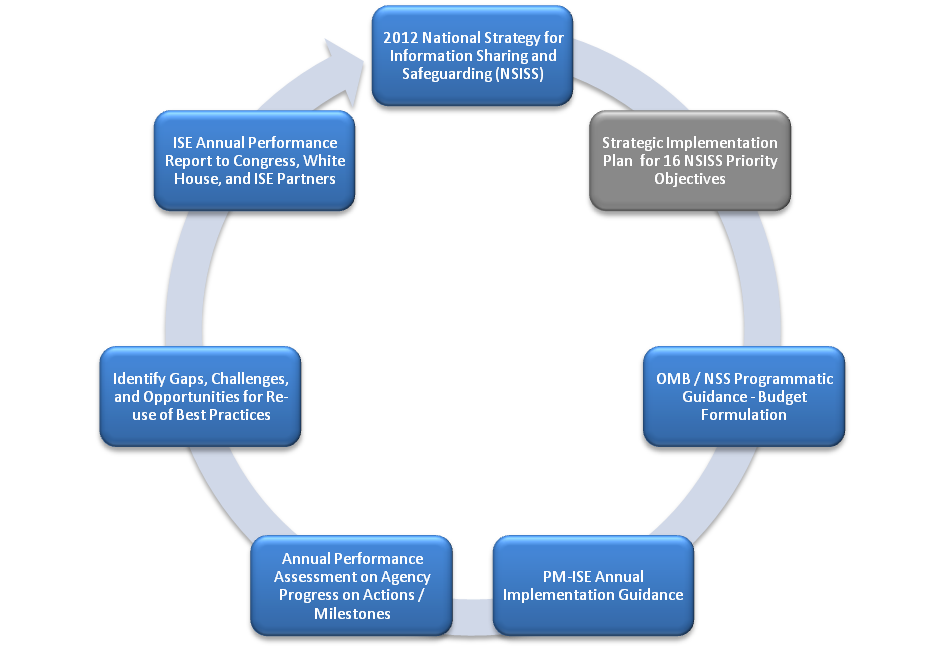 2012 National Strategy for
Information Sharing and
Safeguarding (NSISS)
Strategic Implementation
Plan for 16 NSISS Priority
Objectives
OMB / NSS Programmatic
Guidance - Budget
Formulation
PM-ISE Annual
Implementation Guidance
Annual Performance
Assessment on Agency
Progress on Actions /
Milestones
Identify Gaps, Challenges,
and Opportunities for Re-
use of Best Practices
ISE Annual Performance
Report to Congress, White
House, and ISE Partners